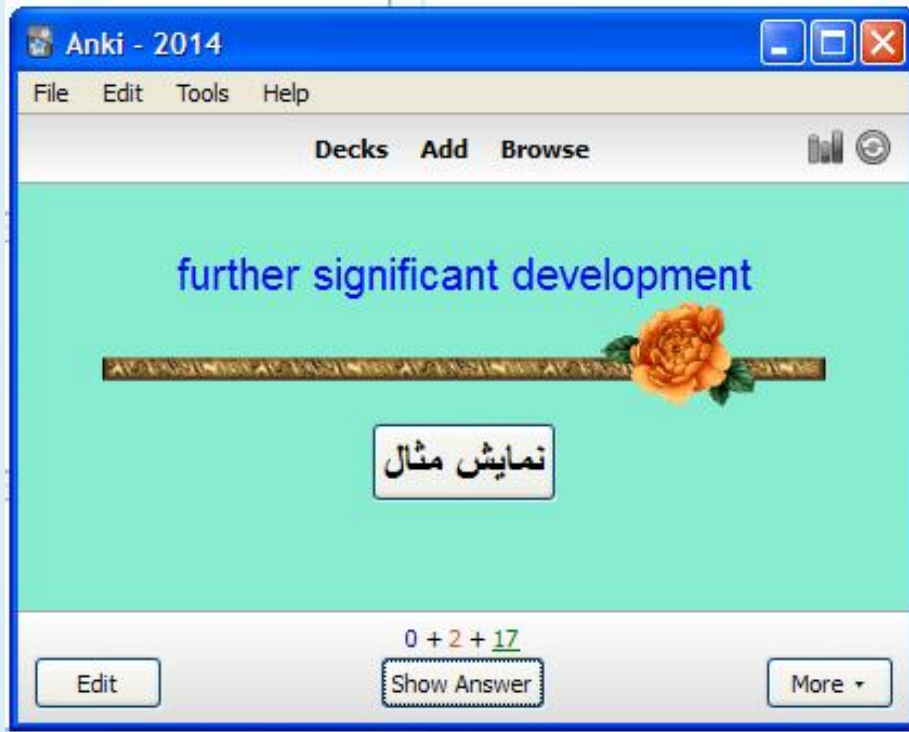 Anki - 2014
File Edit Tools Help
Decks Add Browse
further significant development
نمایش مثال
0 + 2 + 17
Edit Show Answer More